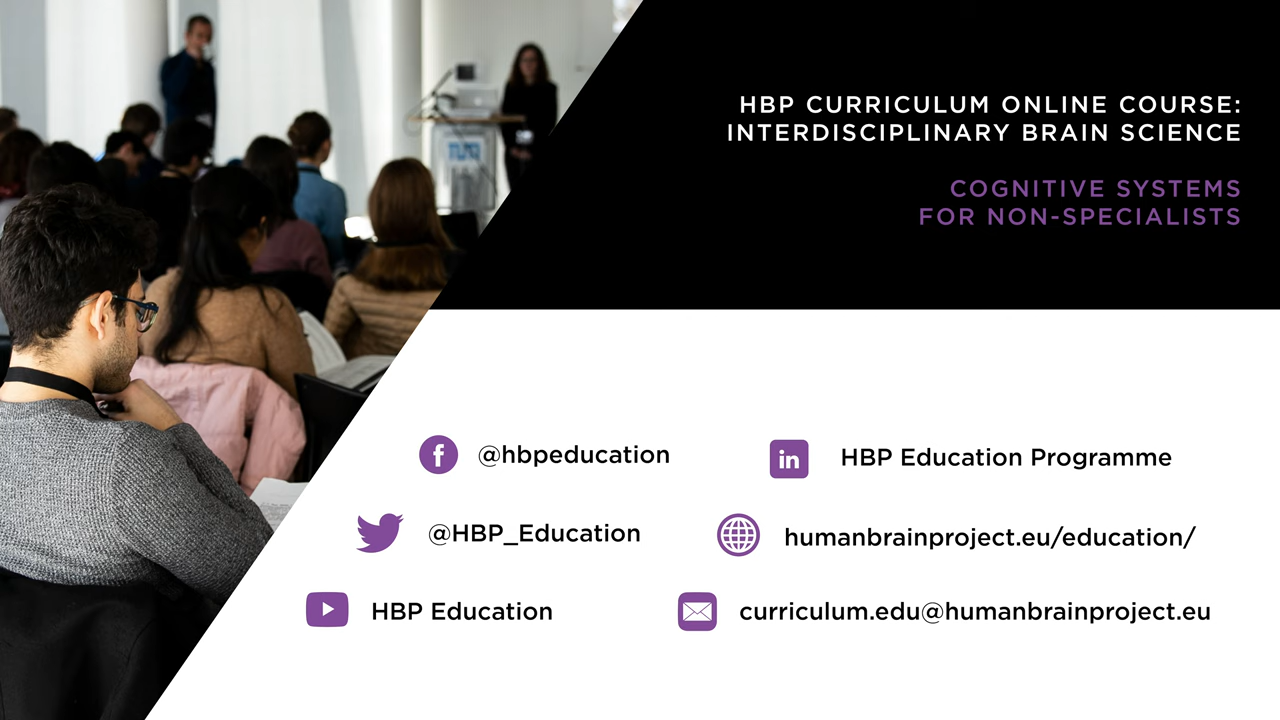 HBP CURRICULUM ONLINE COURSE:
INTERDISCIPLINARY BRAIN SCIENCE
COGNITIVE SYSTEMS
FOR NON-SPECIALISTS
@hbpeducation
HBP Education Programme
@HBP_Education
humanbrainproject.eu/education/
HBP Education
curriculum.edu@humanbrainproject.eu